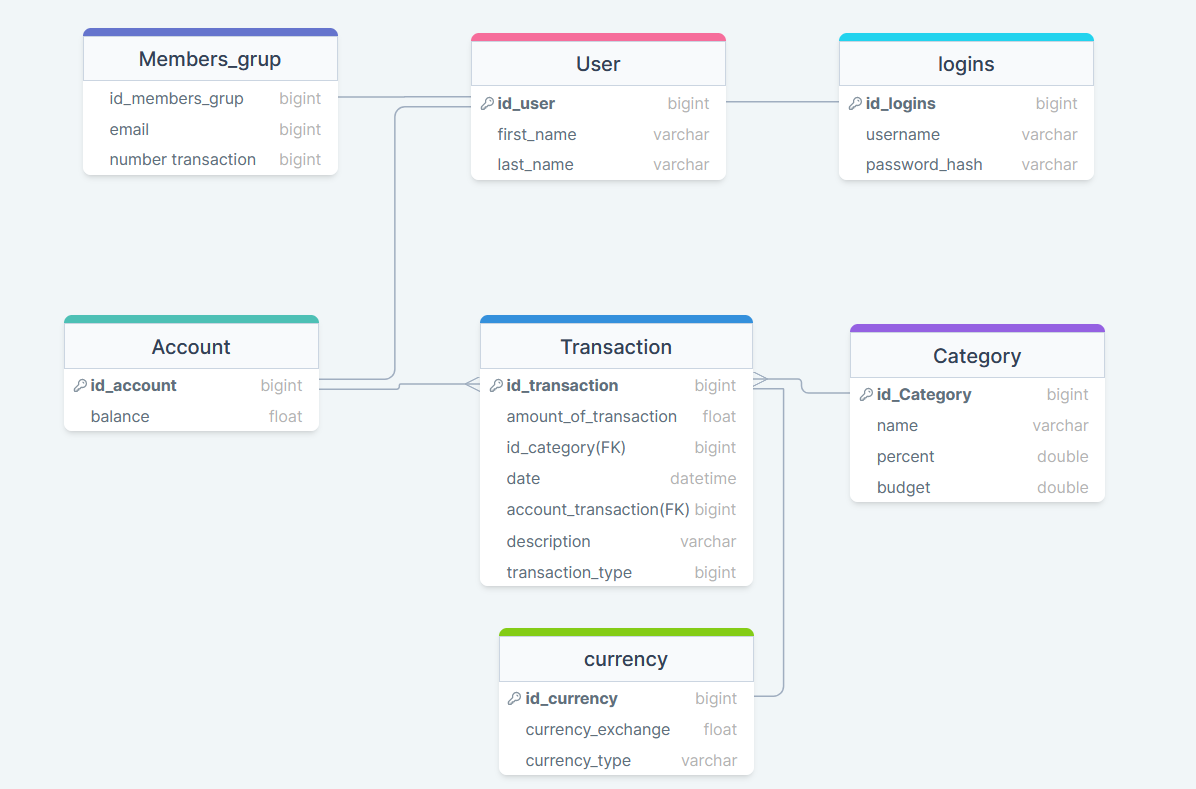 Members_grup
id_members_grup bigint
email bigint
number transaction bigint
User
id_user bigint
first_name varchar
last_name varchar
logins
id_logins bigint
username varchar
password_hash varchar
Account
id_account bigint
balance float
Transaction
id_transaction bigint
amount_of_transaction float
id_category(FK) bigint
date datetime
account_transaction(FK) bigint
description varchar
transaction_type bigint
Category
id_Category bigint
name varchar
percent double
budget double
currency
id_currency bigint
currency_exchange float
currency_type varchar